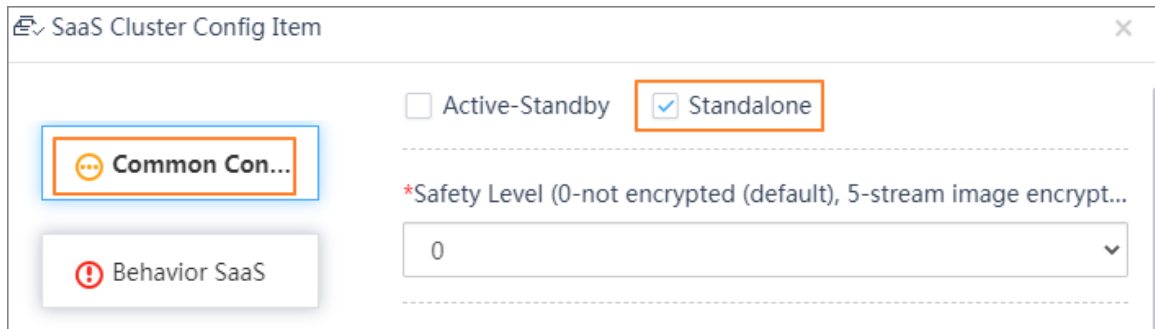 SaaS Cluster Config Item
Active-Standby Standalone
Common Con...
*Safety Level (0-not encrypted (default), 5-stream image encrypt...
0
Behavior SaaS